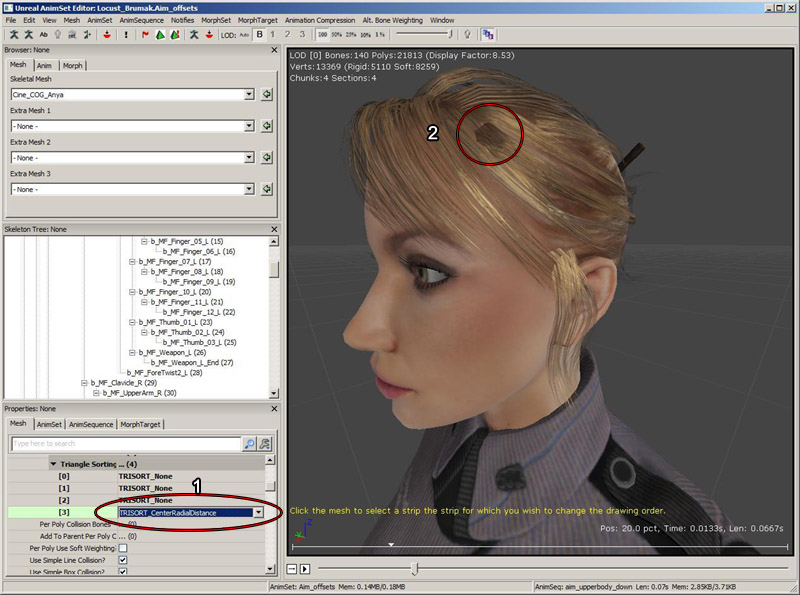 Unreal AnimSet Editor: Locust_Brumak.Aim_offsets
File Edit View Mesh AnimSet AnimSequence Notifies MorphSet MorphTarget Animation Compression Alt. Bone Weighting Window
Ab LOD: Auto B 1 2 3 100 50% 25% 10% 1 %
Browser: None
Mesh Anim Morph
Skeletal Mesh
Cine_COG_Anya
Extra Mesh 1
- None -
Extra Mesh 2
- None -
Extra Mesh 3
- None -
Skeleton Tree: None
b_MF_Finger_05_L (15)
b_MF_Finger_06_L (16)
b_MF_Finger_07_L (17)
b_MF_Finger_08_L (18)
b_MF_Finger_09_L (19)
b_MF_Finger_10_L (20)
b_MF_Finger_11_L (21)
b_MF_Finger_12_L (22)
b_MF_Thumb_01_L (23)
b_MF_Thumb_02_L (24)
b_MF_Thumb_03_L (25)
b_MF_Weapon_L (26)
b_MF_Weapon_L_End (27)
b_MF_ForeTwist2_L (28)
b_MF_Clavicle_R (29)
b_MF_UpperArm_R (30)
Properties: None
Mesh AnimSet AnimSequence MorphTarget
Type here to search
Triangle Sorting ... (4)
[0] TRISORT_None
[1] TRISORT_None
1
[2] TRISORT_None
[3] TRISORT_CenterRadialDistance
Per Poly Collision Bones ... (0)
Add To Parent Per Poly C ... (0)
Per Poly Use Soft Weighting
Use Simple Line Collision?
Use Simple Box Collision?
LOD [0] Bones:140 Polys:21813 (Display Factor:8.53)
Verts:13369 (Rigid:5110 Soft:8259)
Chunks:4 Sections:4
2
Click the mesh to select a strip the strip for which you wish to change the drawing order.
Z
Pos: 20.0 pct, Time: 0.0133s, Len: 0.0667s
AnimSet: Aim_offsets Mem: 0.14MB/0.18MB
AnimSeq: aim_upperbody_down Len: 0.07s Mem: 2.85KB/3.71KB